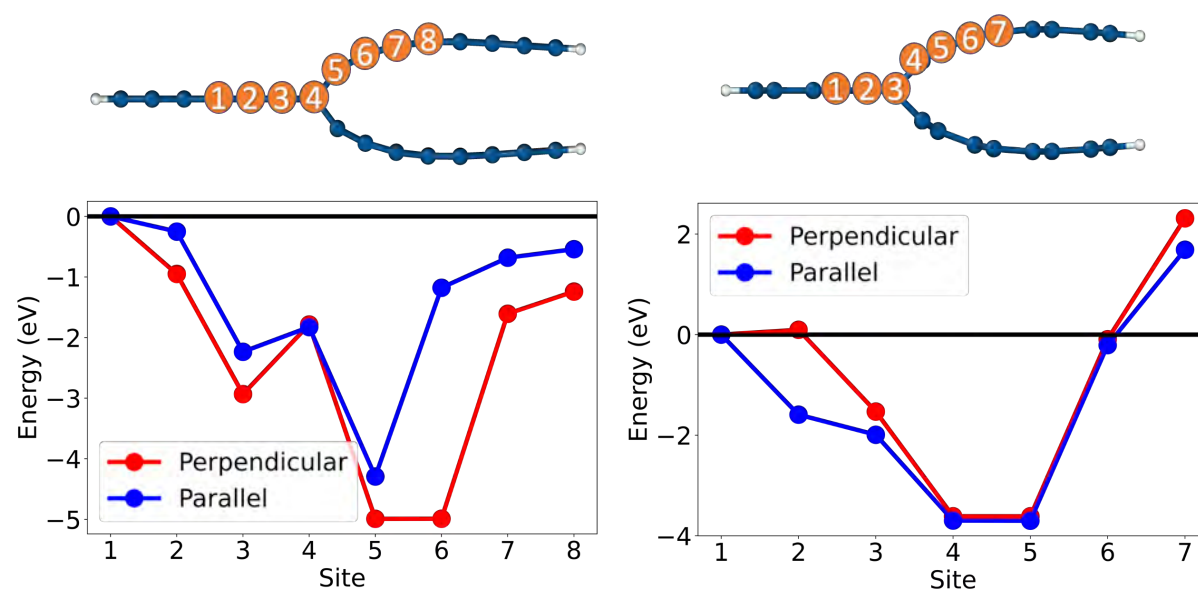 1 2 3 4 5 6 7 8
1 2 3 4 5 6 7
0
−1
−2
−3
−4
−5
Energy (eV)
Perpendicular
Parallel
1 2 3 4 5 6 7 8
Site
2
0
−2
−4
Energy (eV)
Perpendicular
Parallel
1 2 3 4 5 6 7
Site